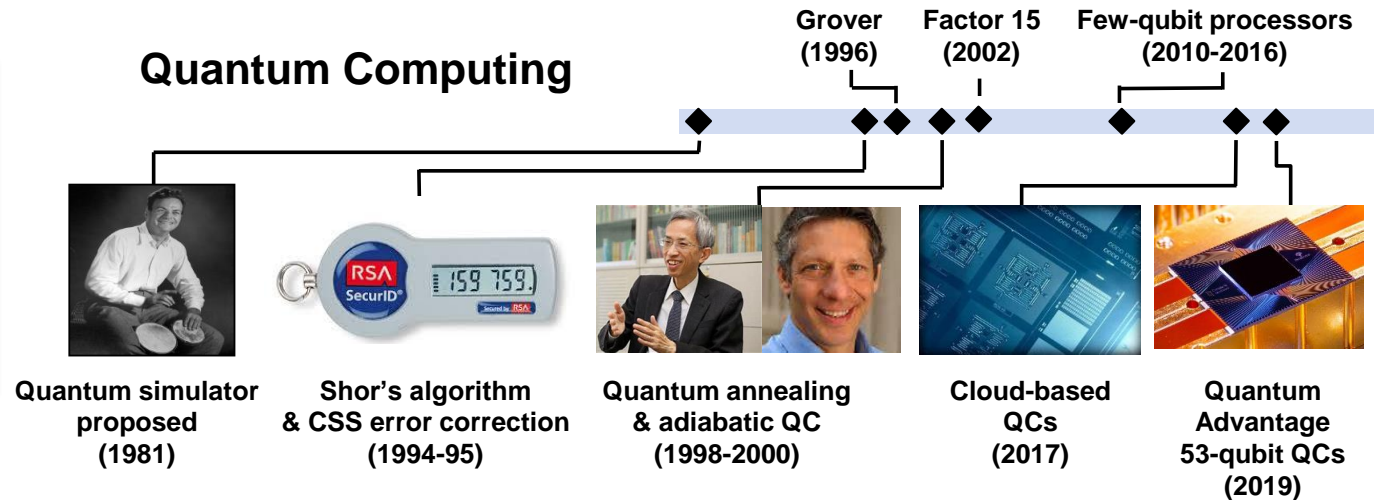 Quantum Computing
Grover
(1996)
Factor 15
(2002)
Few-qubit processors
(2010-2016)
RSA
SecurID®
159 759.
Secured by RSA
Quantum simulator
proposed
(1981)
Shor's algorithm
& CSS error correction
(1994-95)
Quantum annealing
& adiabatic QC
(1998-2000)
Cloud-based
QCs
(2017)
Quantum
Advantage
53-qubit QCs
(2019)